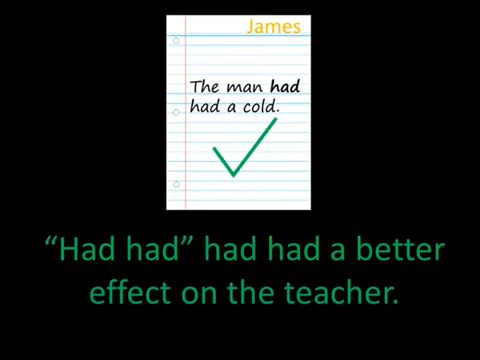 James
The man had
had a cold.
“Had had” had had a better
effect on the teacher.